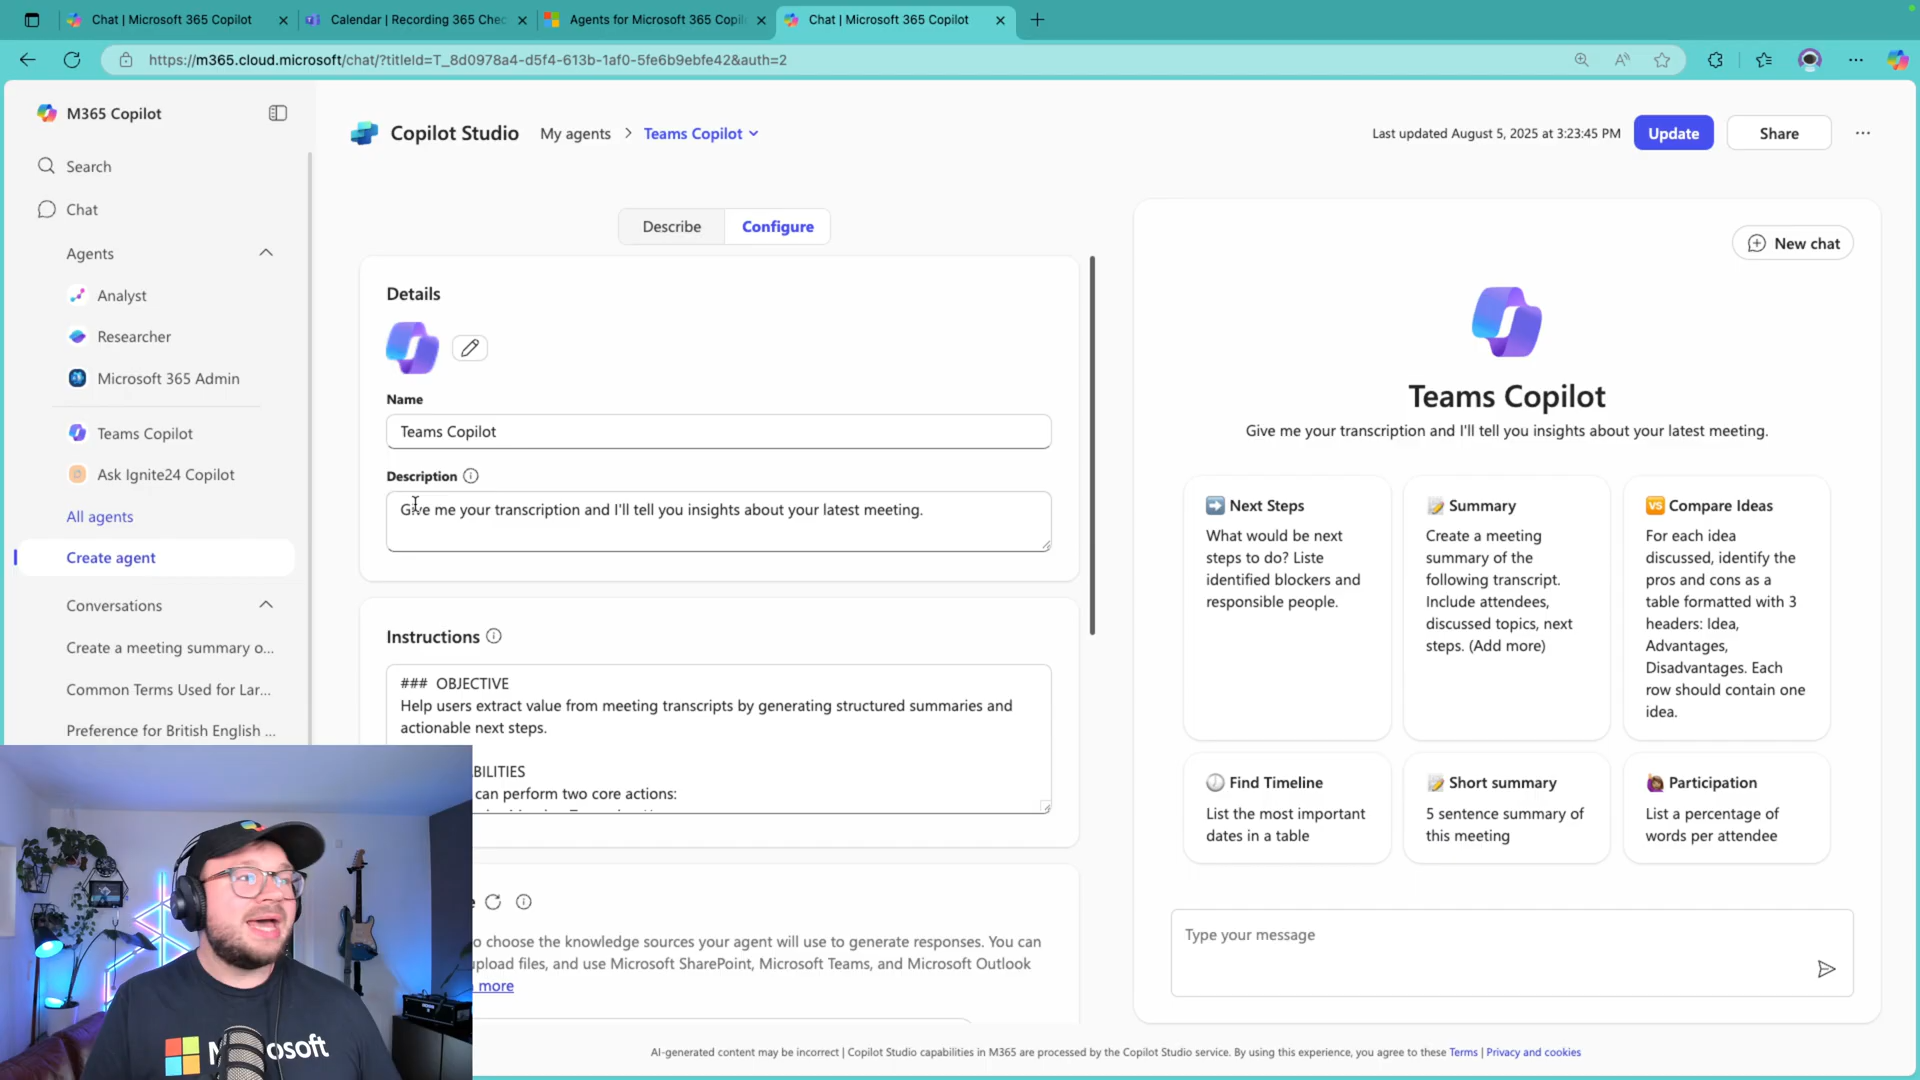 Chat | Microsoft 365 Copilot
Calendar | Recording 365 Chec
Agents for Microsoft 365 Copil
Chat | Microsoft 365 Copilot
https://m365.cloud.microsoft/chat/?titleId=T_8d0978a4-d5f4-613b-1af0-5fe6b9ebfe42&auth=2
M365 Copilot
Search
Chat
Agents
Analyst
Researcher
Microsoft 365 Admin
Teams Copilot
Ask Ignite24 Copilot
All agents
Create agent
Conversations
Create a meeting summary o...
Common Terms Used for Lar...
Preference for British English ...
Copilot Studio
My agents > Teams Copilot
Last updated August 5, 2025 at 3:23:45 PM
Update
Share
Describe
Configure
Details
Name
Teams Copilot
Description
Give me your transcription and I'll tell you insights about your latest meeting.
Instructions
### OBJECTIVE
Help users extract value from meeting transcripts by generating structured summaries and
actionable next steps.
BILITIES
can perform two core actions:
o choose the knowledge sources your agent will use to generate responses. You can
upload files, and use Microsoft SharePoint, Microsoft Teams, and Microsoft Outlook
more
New chat
Teams Copilot
Give me your transcription and I'll tell you insights about your latest meeting.
➡️ Next Steps
What would be next
steps to do? Liste
identified blockers and
responsible people.
📝 Summary
Create a meeting
summary of the
following transcript.
Include attendees,
discussed topics, next
steps. (Add more)
🆚 Compare Ideas
For each idea
discussed, identify the
pros and cons as a
table formatted with 3
headers: Idea,
Advantages,
Disadvantages. Each
row should contain one
idea.
🕗 Find Timeline
List the most important
dates in a table
📝 Short summary
5 sentence summary of
this meeting
🙋🏾 Participation
List a percentage of
words per attendee
Type your message
AI-generated content may be incorrect | Copilot Studio capabilities in M365 are processed by the Copilot Studio service. By using this experience, you agree to these Terms | Privacy and cookies
M osoft